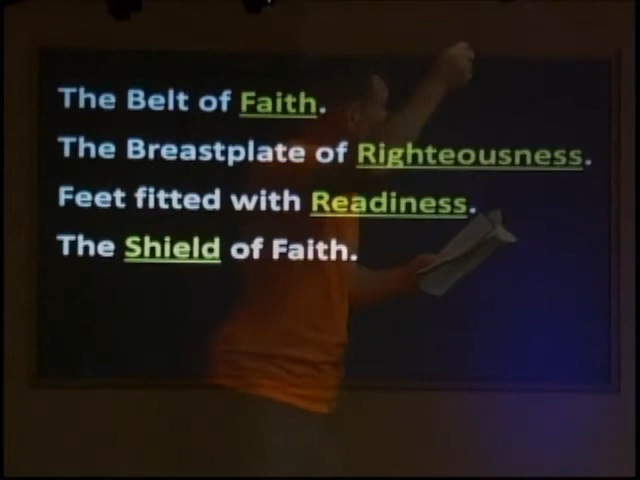 The Belt of Faith.
The Breastplate of Righteousness.
Feet fitted with Readiness.
The Shield of Faith.